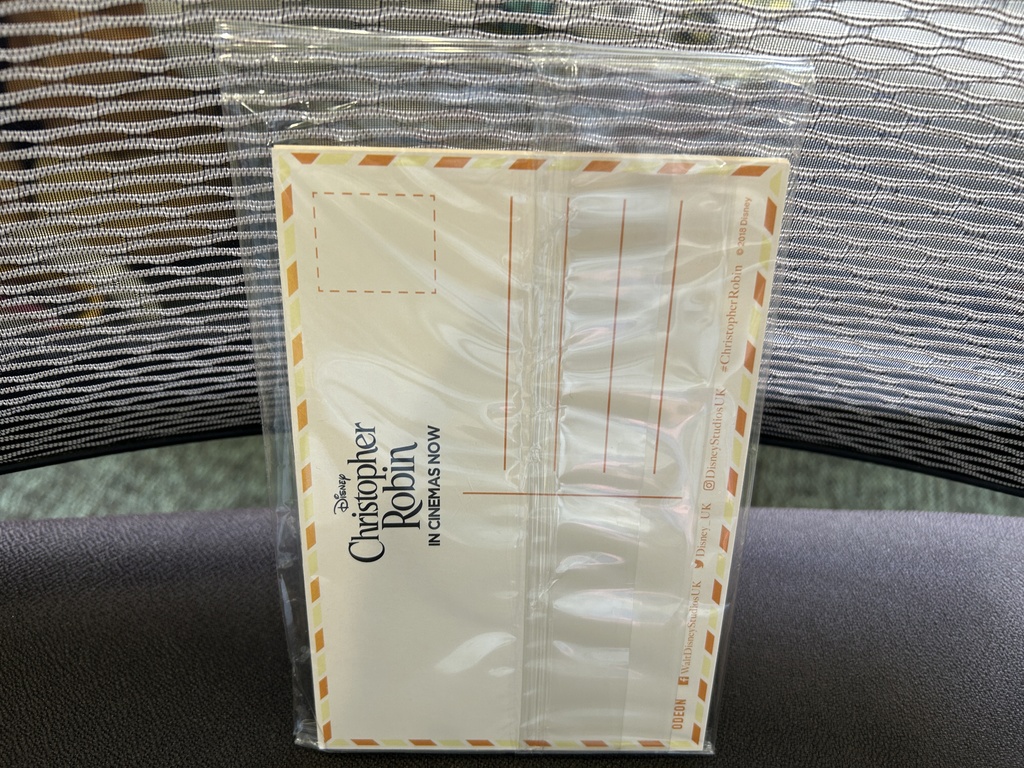 Disney
Christopher
Robin
IN CINEMAS NOW
ODEON WaltDisneyStudiosUK Disney_UK DisneyStudiosUK #ChristopherRobin © 2018 Disney